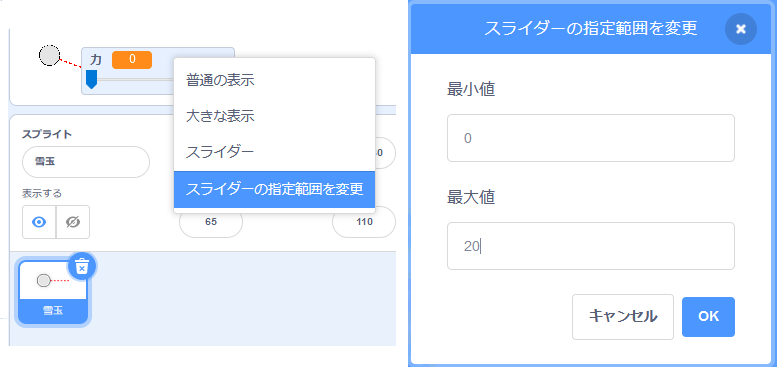 力 0
普通の表示
大きな表示
スライダー
スライダーの指定範囲を変更
スプライト
雪玉
0
表示する
65
110
雪玉
スライダーの指定範囲を変更
最小値
0
最大値
20
キャンセル OK